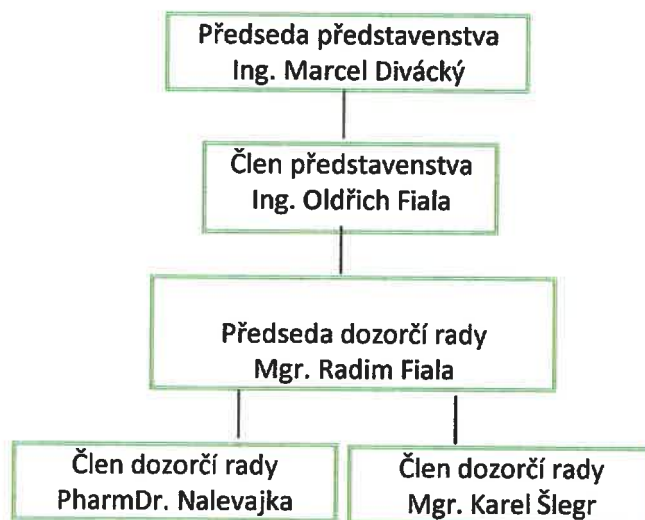 Předseda představenstva
Ing. Marcel Divácký
Člen představenstva
Ing. Oldřich Fiala
Předseda dozorčí rady
Mgr. Radim Fiala
Člen dozorčí rady
PharmDr. Nalevajka
Člen dozorčí rady
Mgr. Karel Šlegr